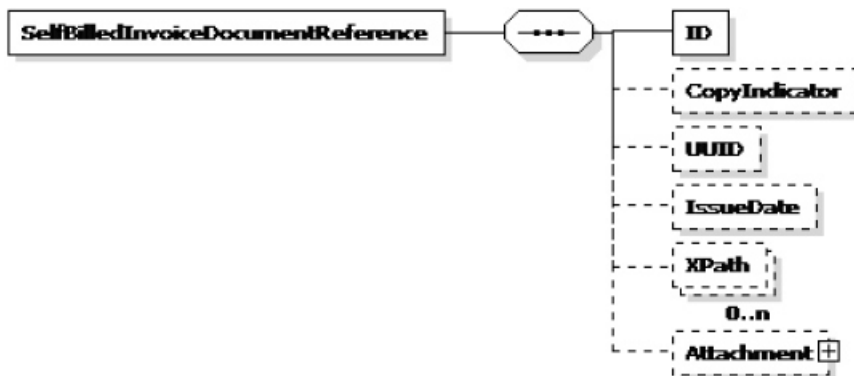 SelfBilledInvoiceDocumentReference
ID
CopyIndicator
UUID
IssueDate
XPath
0..n
Attachment